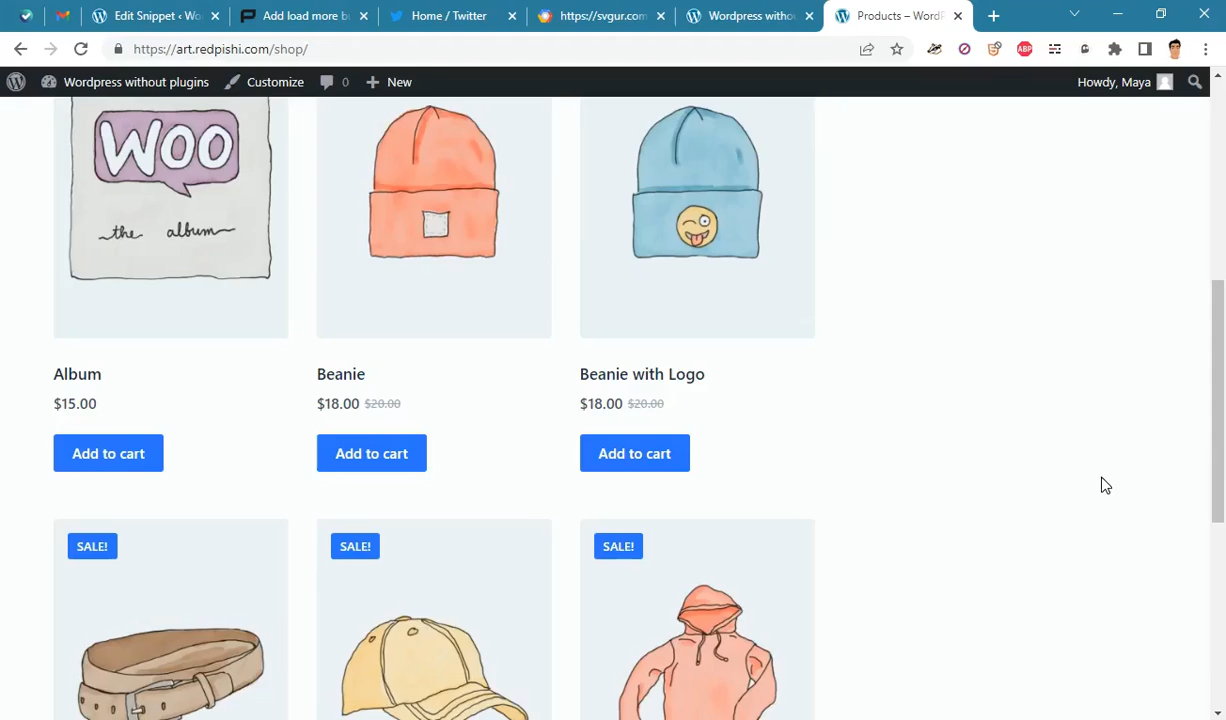 Edit Snippet ‹ Wo
Add load more bu
Home / Twitter
https://svgur.com
Wordpress witho
Products – WordP
https://art.redpishi.com/shop/
ABP
Wordpress without plugins
Customize
0
New
Howdy, Maya
WOO
the album
Album
Beanie
Beanie with Logo
$15.00
$18.00 $20.00
$18.00 $20.00
Add to cart
Add to cart
Add to cart
SALE!
SALE!
SALE!